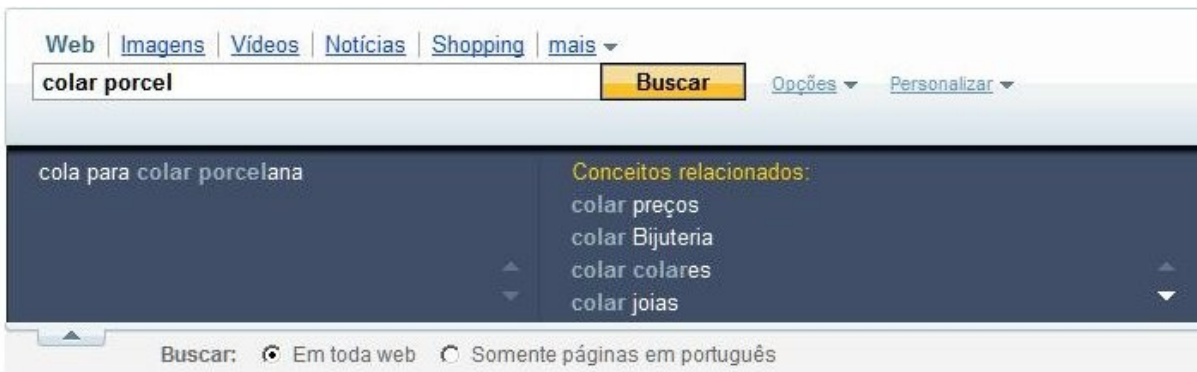 Web | Imagens | Vídeos | Notícias | Shopping | mais
colar porcel Buscar Opções Personalizar
cola para colar porcelana
Conceitos relacionados:
colar preços
colar Bijuteria
colar colares
colar joias
Buscar: Em toda web Somente páginas em português